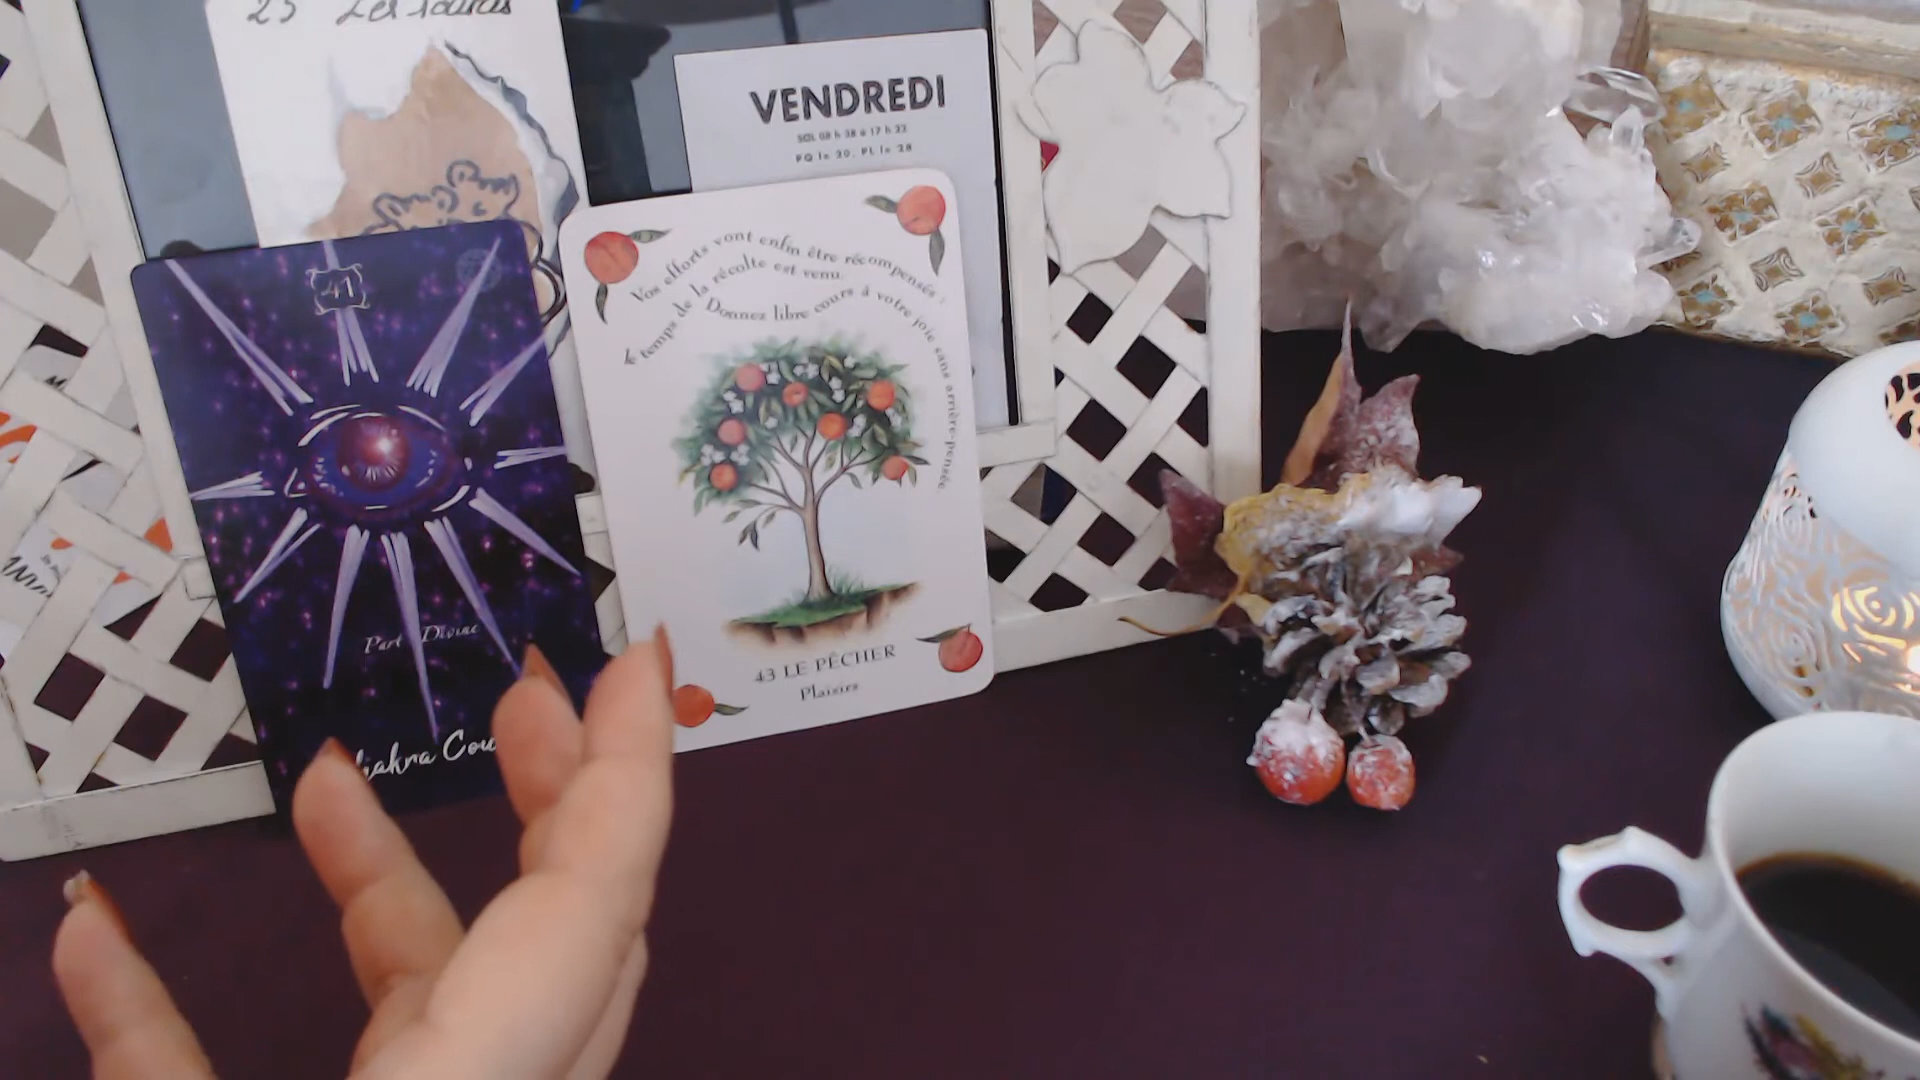 VENDREDI
SOL 08 h 38 à 17 h 22
PQ le 20, PL le 28
41
Part Divine
Vos efforts vont enfin être récompensés :
le temps de la récolte est venu.
Donnez libre cours à votre joie sans arrière-pensée.
43 LE PÊCHER
Plaisirs